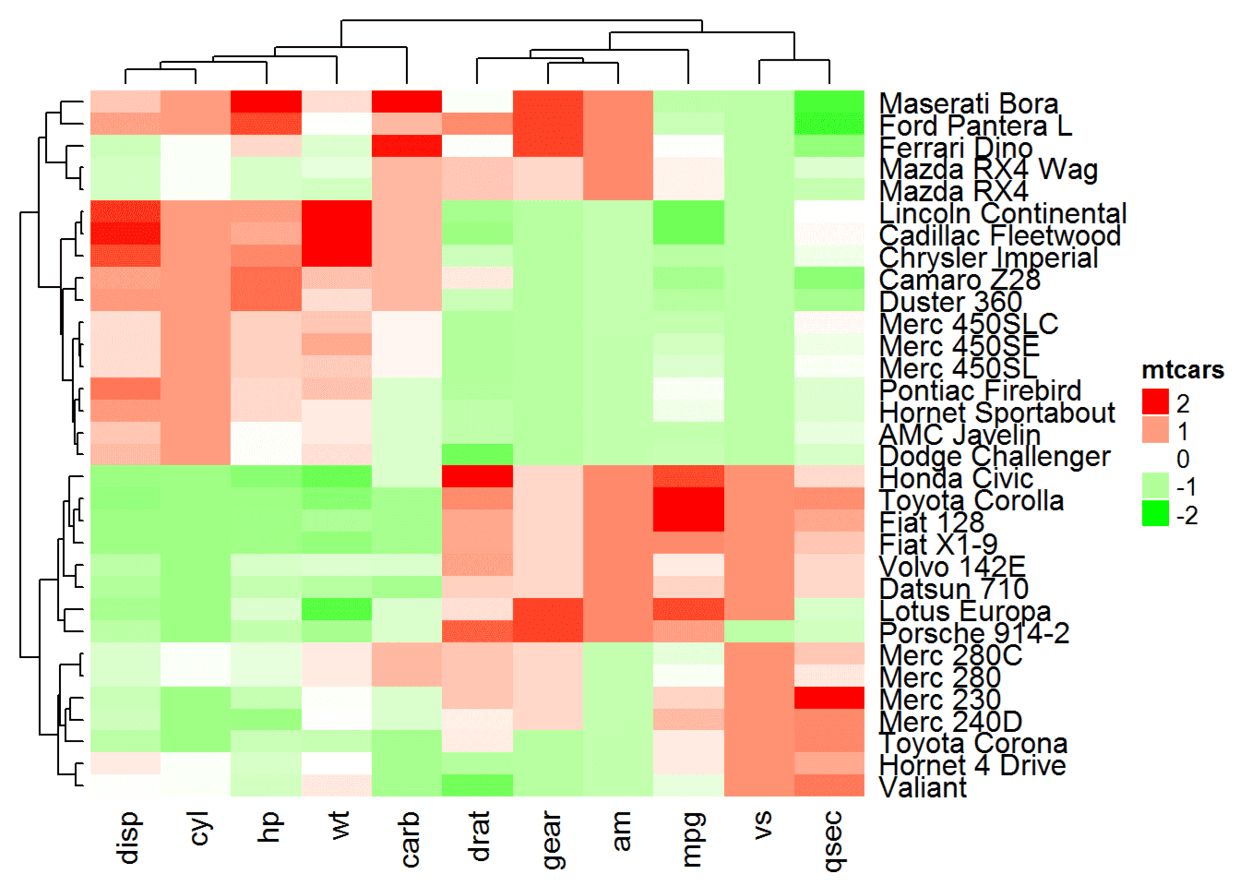 Maserati Bora
Ford Pantera L
Ferrari Dino
Mazda RX4 Wag
Mazda RX4
Lincoln Continental
Cadillac Fleetwood
Chrysler Imperial
Camaro Z28
Duster 360
Merc 450SLC
Merc 450SE
Merc 450SL
Pontiac Firebird
Hornet Sportabout
AMC Javelin
Dodge Challenger
Honda Civic
Toyota Corolla
Fiat 128
Fiat X1-9
Volvo 142E
Datsun 710
Lotus Europa
Porsche 914-2
Merc 280C
Merc 280
Merc 230
Merc 240D
Toyota Corona
Hornet 4 Drive
Valiant
mtcars
2
1
0
-1
-2
disp
cyl
hp
wt
carb
drat
gear
am
mpg
vs
qsec